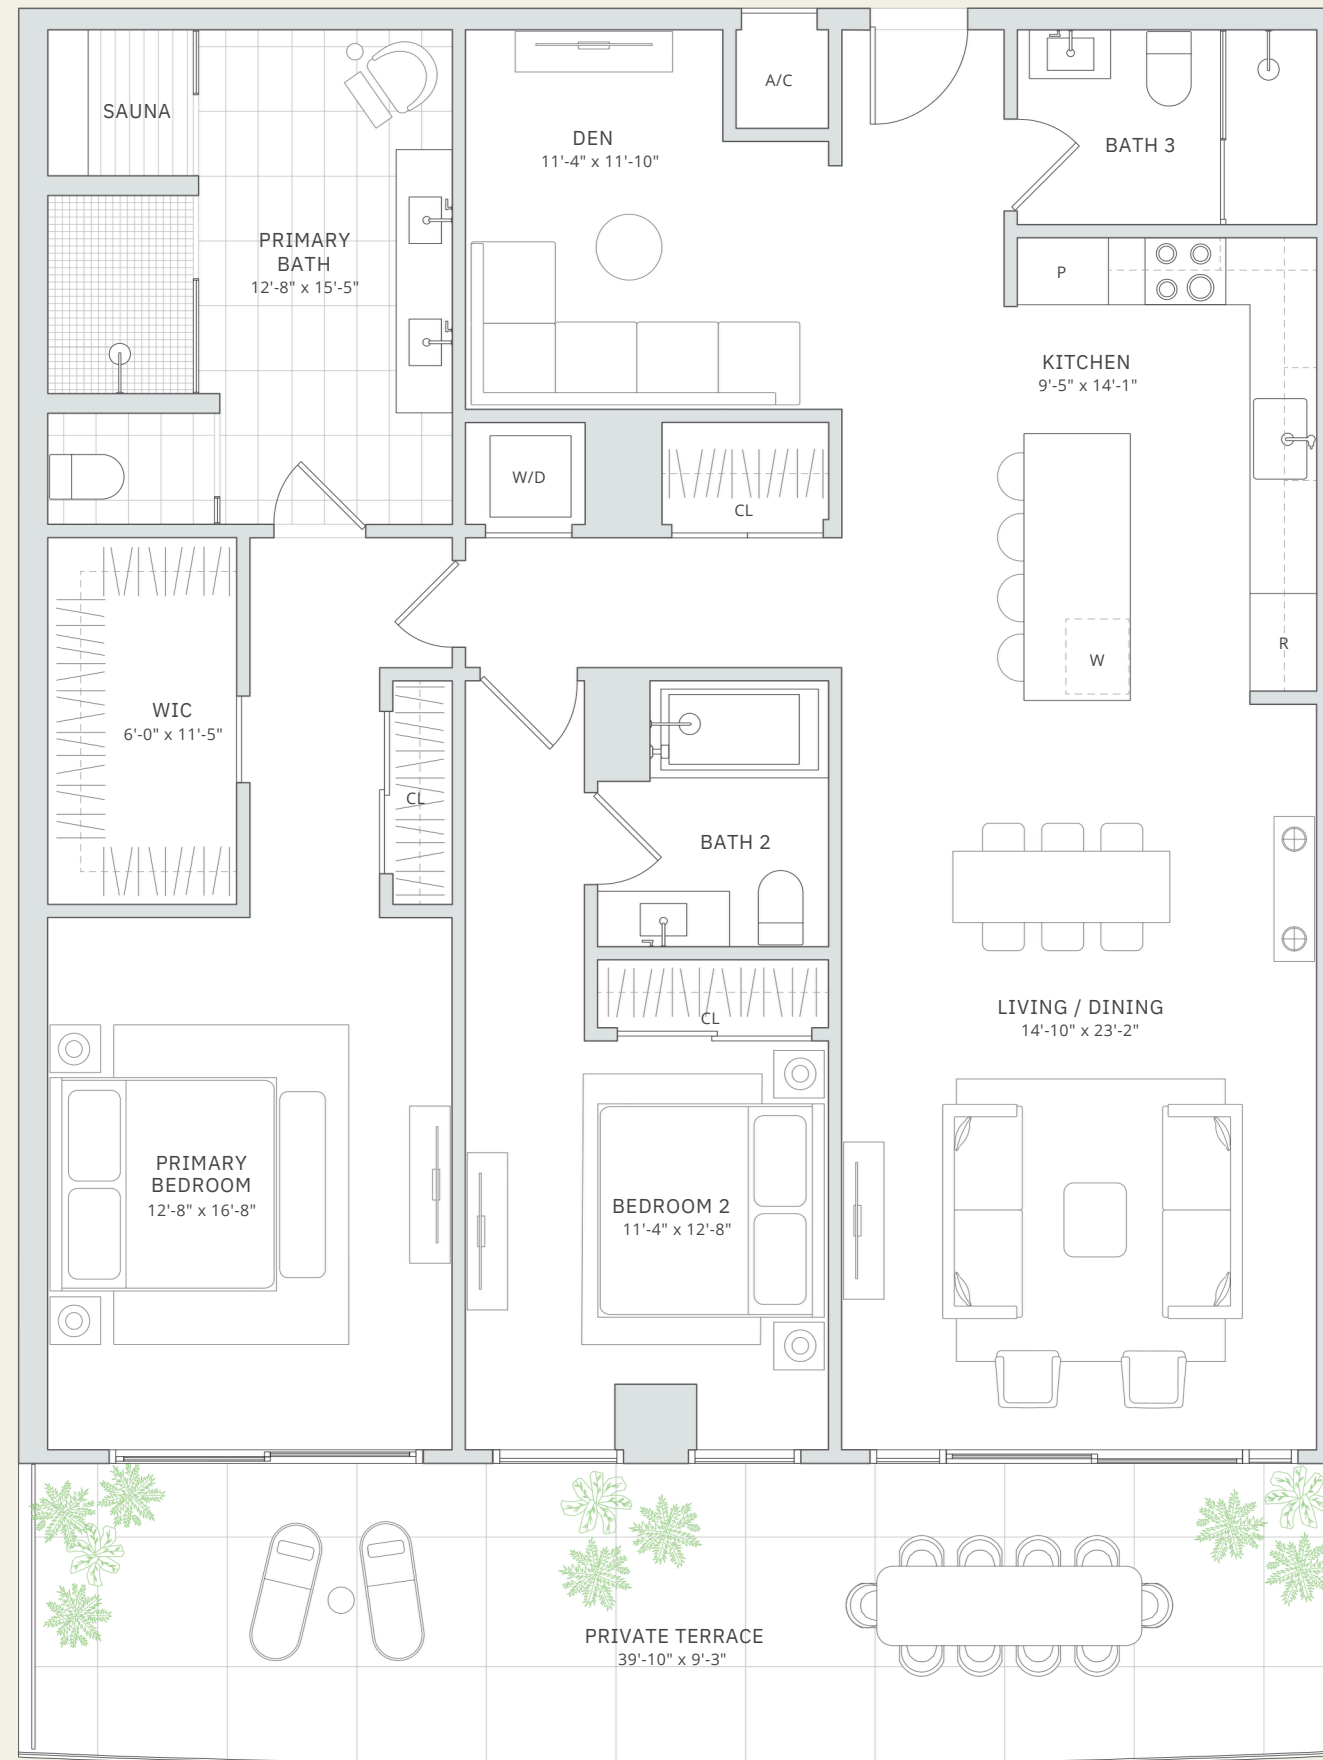 SAUNA
A/C
DEN
11'-4" x 11'-10"
BATH 3
PRIMARY
BATH
12'-8" x 15'-5"
P
KITCHEN
9'-5" x 14'-1"
W/D
CL
W
R
WIC
6'-0" x 11'-5"
CL
BATH 2
CL
LIVING / DINING
14'-10" x 23'-2"
PRIMARY
BEDROOM
12'-8" x 16'-8"
BEDROOM 2
11'-4" x 12'-8"
PRIVATE TERRACE
39'-10" x 9'-3"